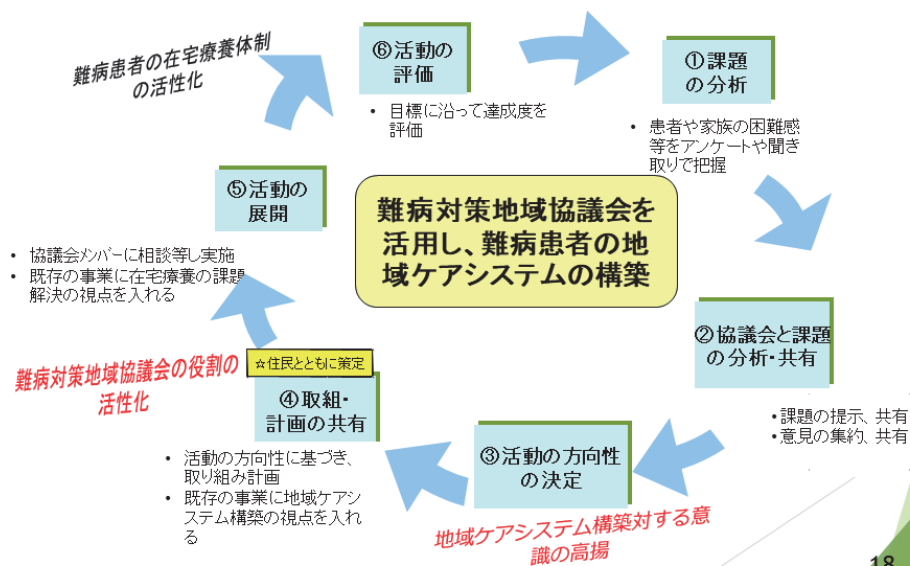 難病患者の在宅療養体制
の活性化
⑥活動の
評価
• 目標に沿って達成度を
評価
①課題
の分析
• 患者や家族の困難感
等をアンケートや聞き
取りで把握
⑤活動の
展開
• 協議会メンバーに相談等し実施
• 既存の事業に在宅療養の課題
解決の視点を入れる
難病対策地域協議会を
活用し、難病患者の地
域ケアシステムの構築
②協議会と課題
の分析・共有
• 課題の提示、共有
• 意見の集約、共有
難病対策地域協議会の役割の
活性化
☆住民とともに策定
④取組・
計画の共有
• 活動の方向性に基づき、
取り組み計画
• 既存の事業に地域ケアシ
ステム構築の視点を入れ
る
③活動の方向性
の決定
地域ケアシステム構築対する意
識の高揚
18